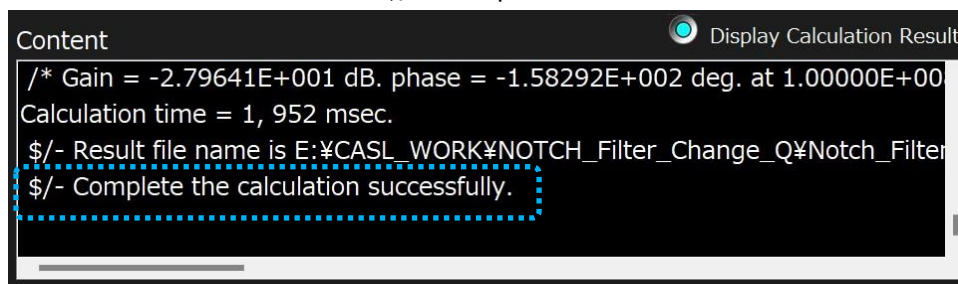 Content
Display Calculation Result
/* Gain = -2.79641E+001 dB. phase = -1.58292E+002 deg. at 1.00000E+00
Calculation time = 1, 952 msec.
$/- Result file name is E:¥CASL_WORK¥NOTCH_Filter_Change_Q¥Notch_Filter
$/- Complete the calculation successfully.